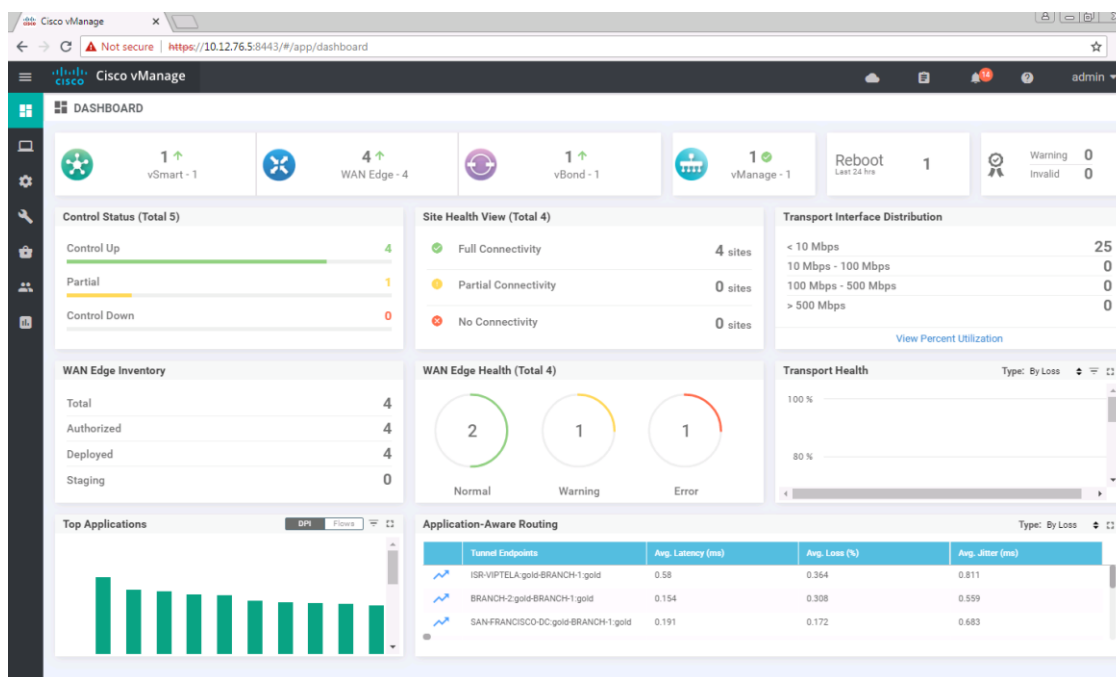 Cisco vManage
Not secure | https://10.12.76.5:8443/#/app/dashboard
cisco Cisco vManage 14 admin
DASHBOARD
1 4 1 1 Reboot 1 Warning 0
vSmart - 1 WAN Edge - 4 vBond - 1 vManage - 1 Last 24 hrs Invalid 0
Control Status (Total 5)
Control Up 4
Partial 1
Control Down 0
Site Health View (Total 4)
Full Connectivity 4 sites
Partial Connectivity 0 sites
No Connectivity 0 sites
Transport Interface Distribution
< 10 Mbps 25
10 Mbps - 100 Mbps 0
100 Mbps - 500 Mbps 0
> 500 Mbps 0
View Percent Utilization
WAN Edge Inventory
Total 4
Authorized 4
Deployed 4
Staging 0
WAN Edge Health (Total 4)
2 1 1
Normal Warning Error
Transport Health Type: By Loss
100 %
80 %
Top Applications DPI Flows
Application-Aware Routing Type: By Loss
Tunnel Endpoints Avg. Latency (ms) Avg. Loss (%) Avg. Jitter (ms)
ISR-VIPTELA:gold-BRANCH-1:gold 0.58 0.364 0.811
BRANCH-2:gold-BRANCH-1:gold 0.154 0.308 0.559
SAN-FRANCISCO-DC:gold-BRANCH-1:gold 0.191 0.172 0.683